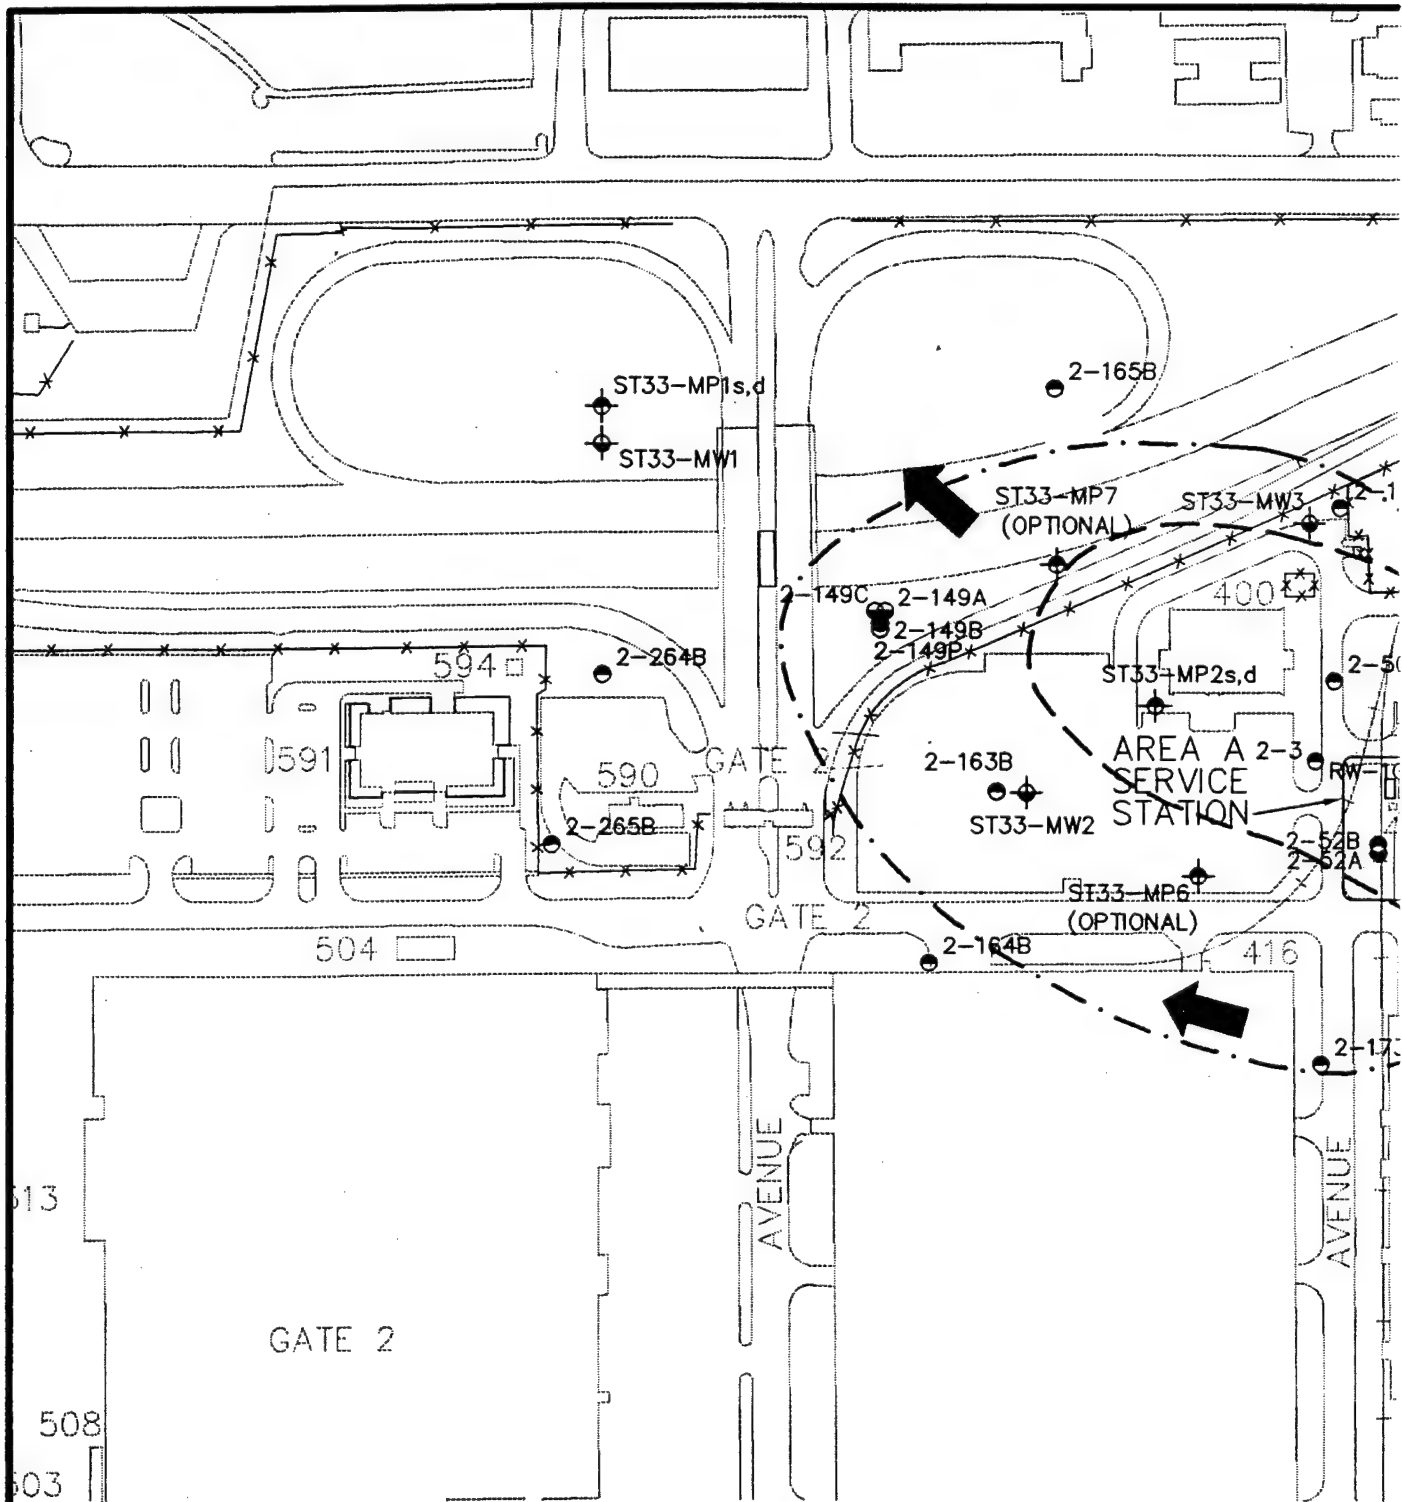 2-165B
ST33-MP1s,d
ST33-MW1
ST33-MP7
(OPTIONAL)
ST33-MW3
2-149C
2-149A
400
2-149B
2-149P
594
2-264B
ST33-MP2s,d
591
590
GATE 2
2-163B
AREA A
SERVICE
STATION
2-3
ST33-MW2
2-265B
592
2-52B
2-52A
ST33-MP6
(OPTIONAL)
GATE 2
504
2-164B
416
AVENUE
AVENUE
GATE 2
508